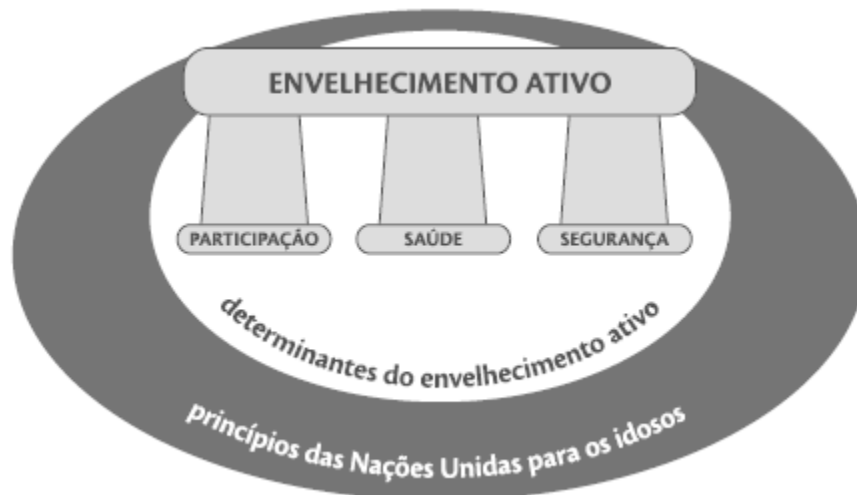 ENVELHECIMENTO ATIVO
PARTICIPAÇÃO
SAÚDE
SEGURANÇA
determinantes do envelhecimento ativo
princípios das Nações Unidas para os idosos